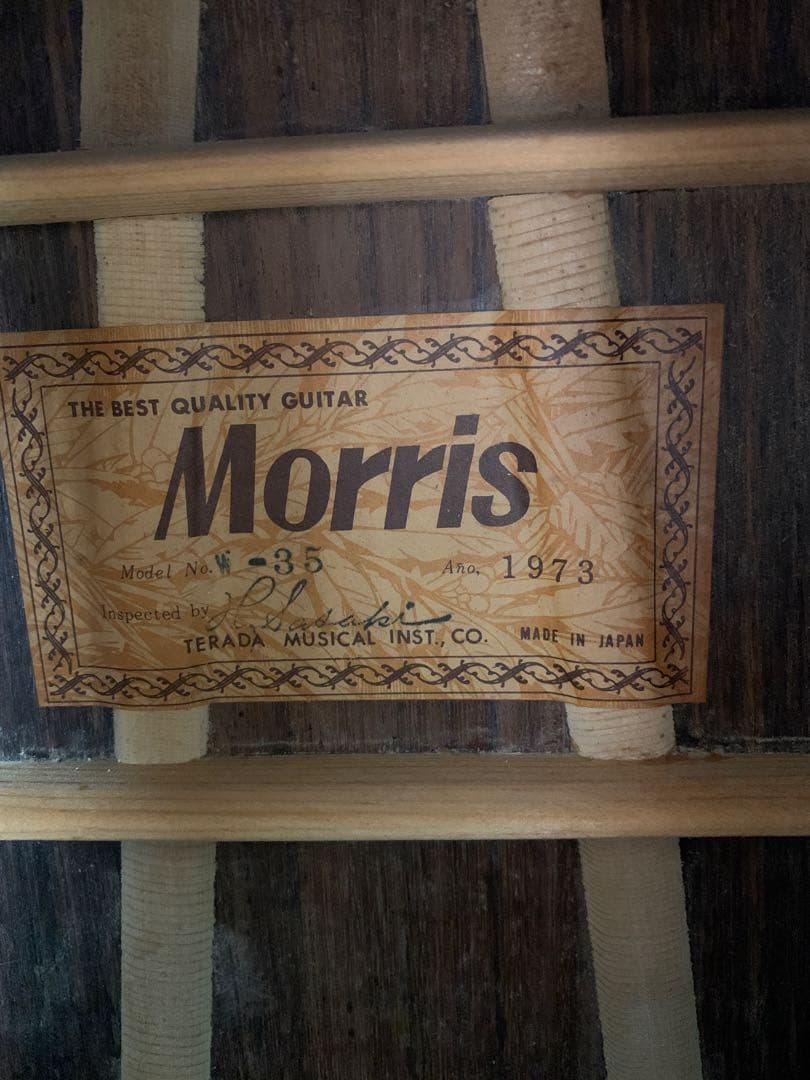 THE BEST QUALITY GUITAR
Morris
Model No. W-35 Año, 1973
Inspected by H. Sasaki
TERADA MUSICAL INST., CO. MADE IN JAPAN